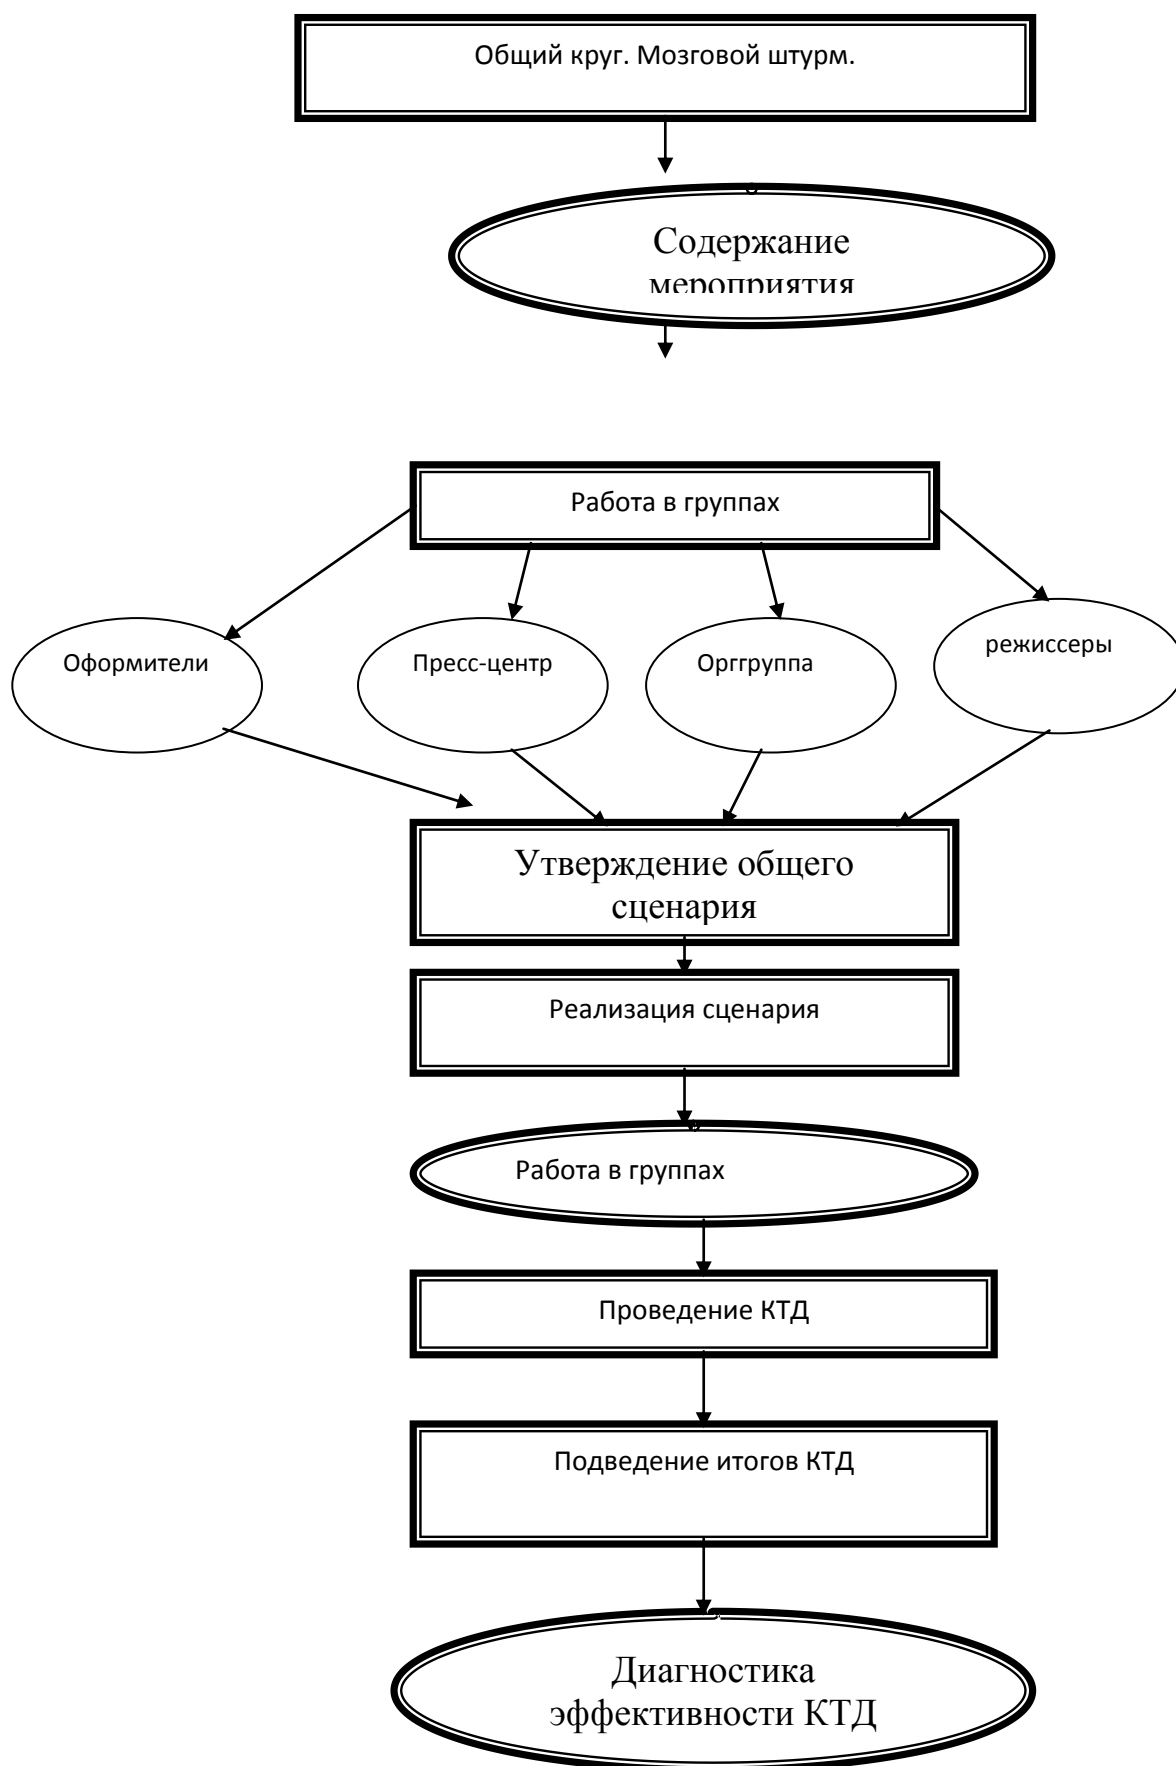 Общий круг. Мозговой штурм.
Содержание
мероприятия
Работа в группах
Оформители
Пресс-центр
Орггруппа
режиссеры
Утверждение общего
сценария
Реализация сценария
Работа в группах
Проведение КТД
Подведение итогов КТД
Диагностика
эффективности КТД